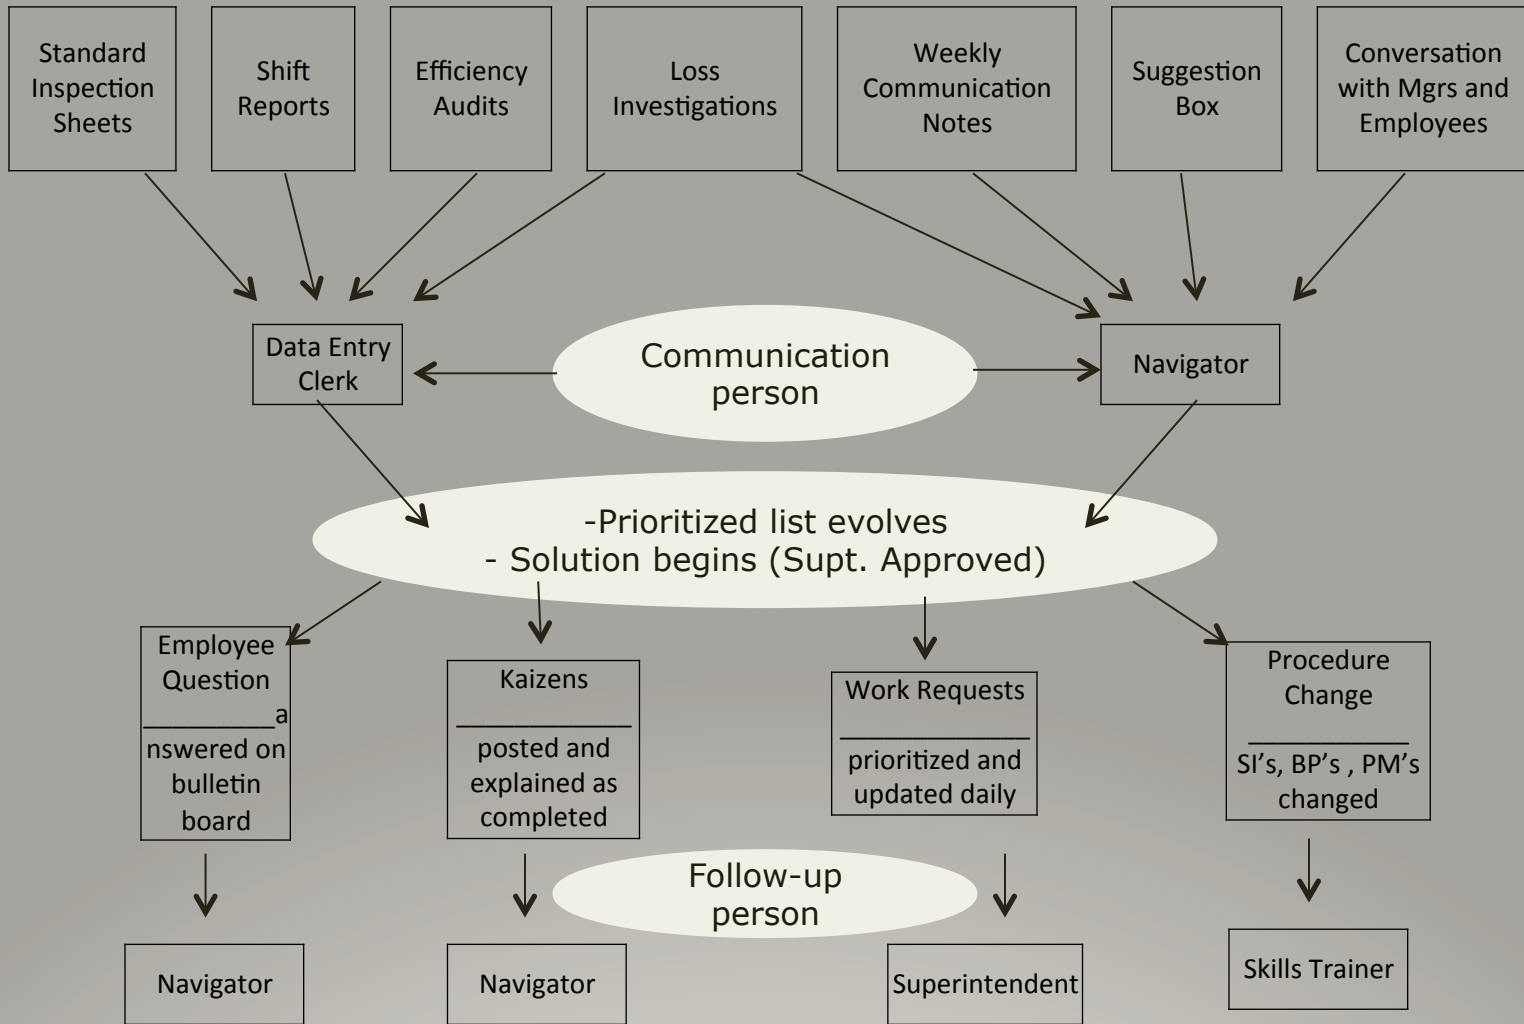 Standard
Inspection
Sheets
Shift
Reports
Efficiency
Audits
Loss
Investigations
Weekly
Communication
Notes
Suggestion
Box
Conversation
with Mgrs and
Employees
Data Entry
Clerk
Communication
person
Navigator
-Prioritized list evolves
- Solution begins (Supt. Approved)
Employee
Question
__________a
nswered on
bulletin
board
Kaizens
_____________
posted and
explained as
completed
Work Requests
______________
prioritized and
updated daily
Procedure
Change
____________
SI's, BP's , PM's
changed
Follow-up
person
Navigator
Navigator
Superintendent
Skills Trainer